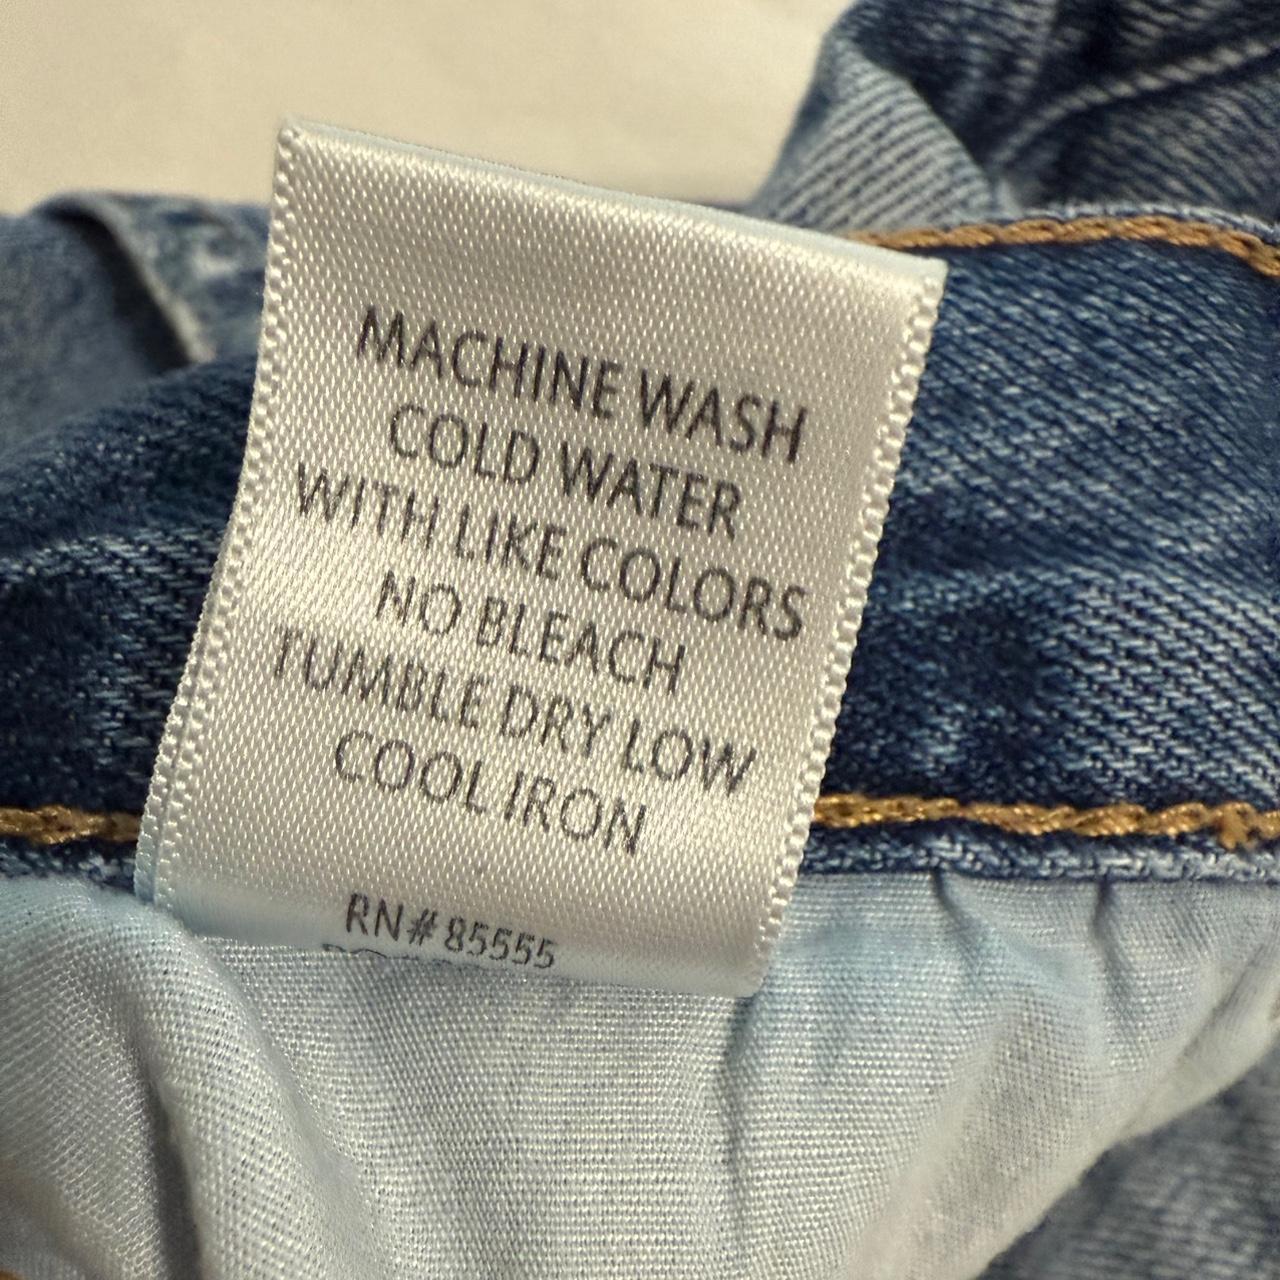 MACHINE WASH
COLD WATER
WITH LIKE COLORS
NO BLEACH
TUMBLE DRY LOW
COOL IRON
RN# 85555